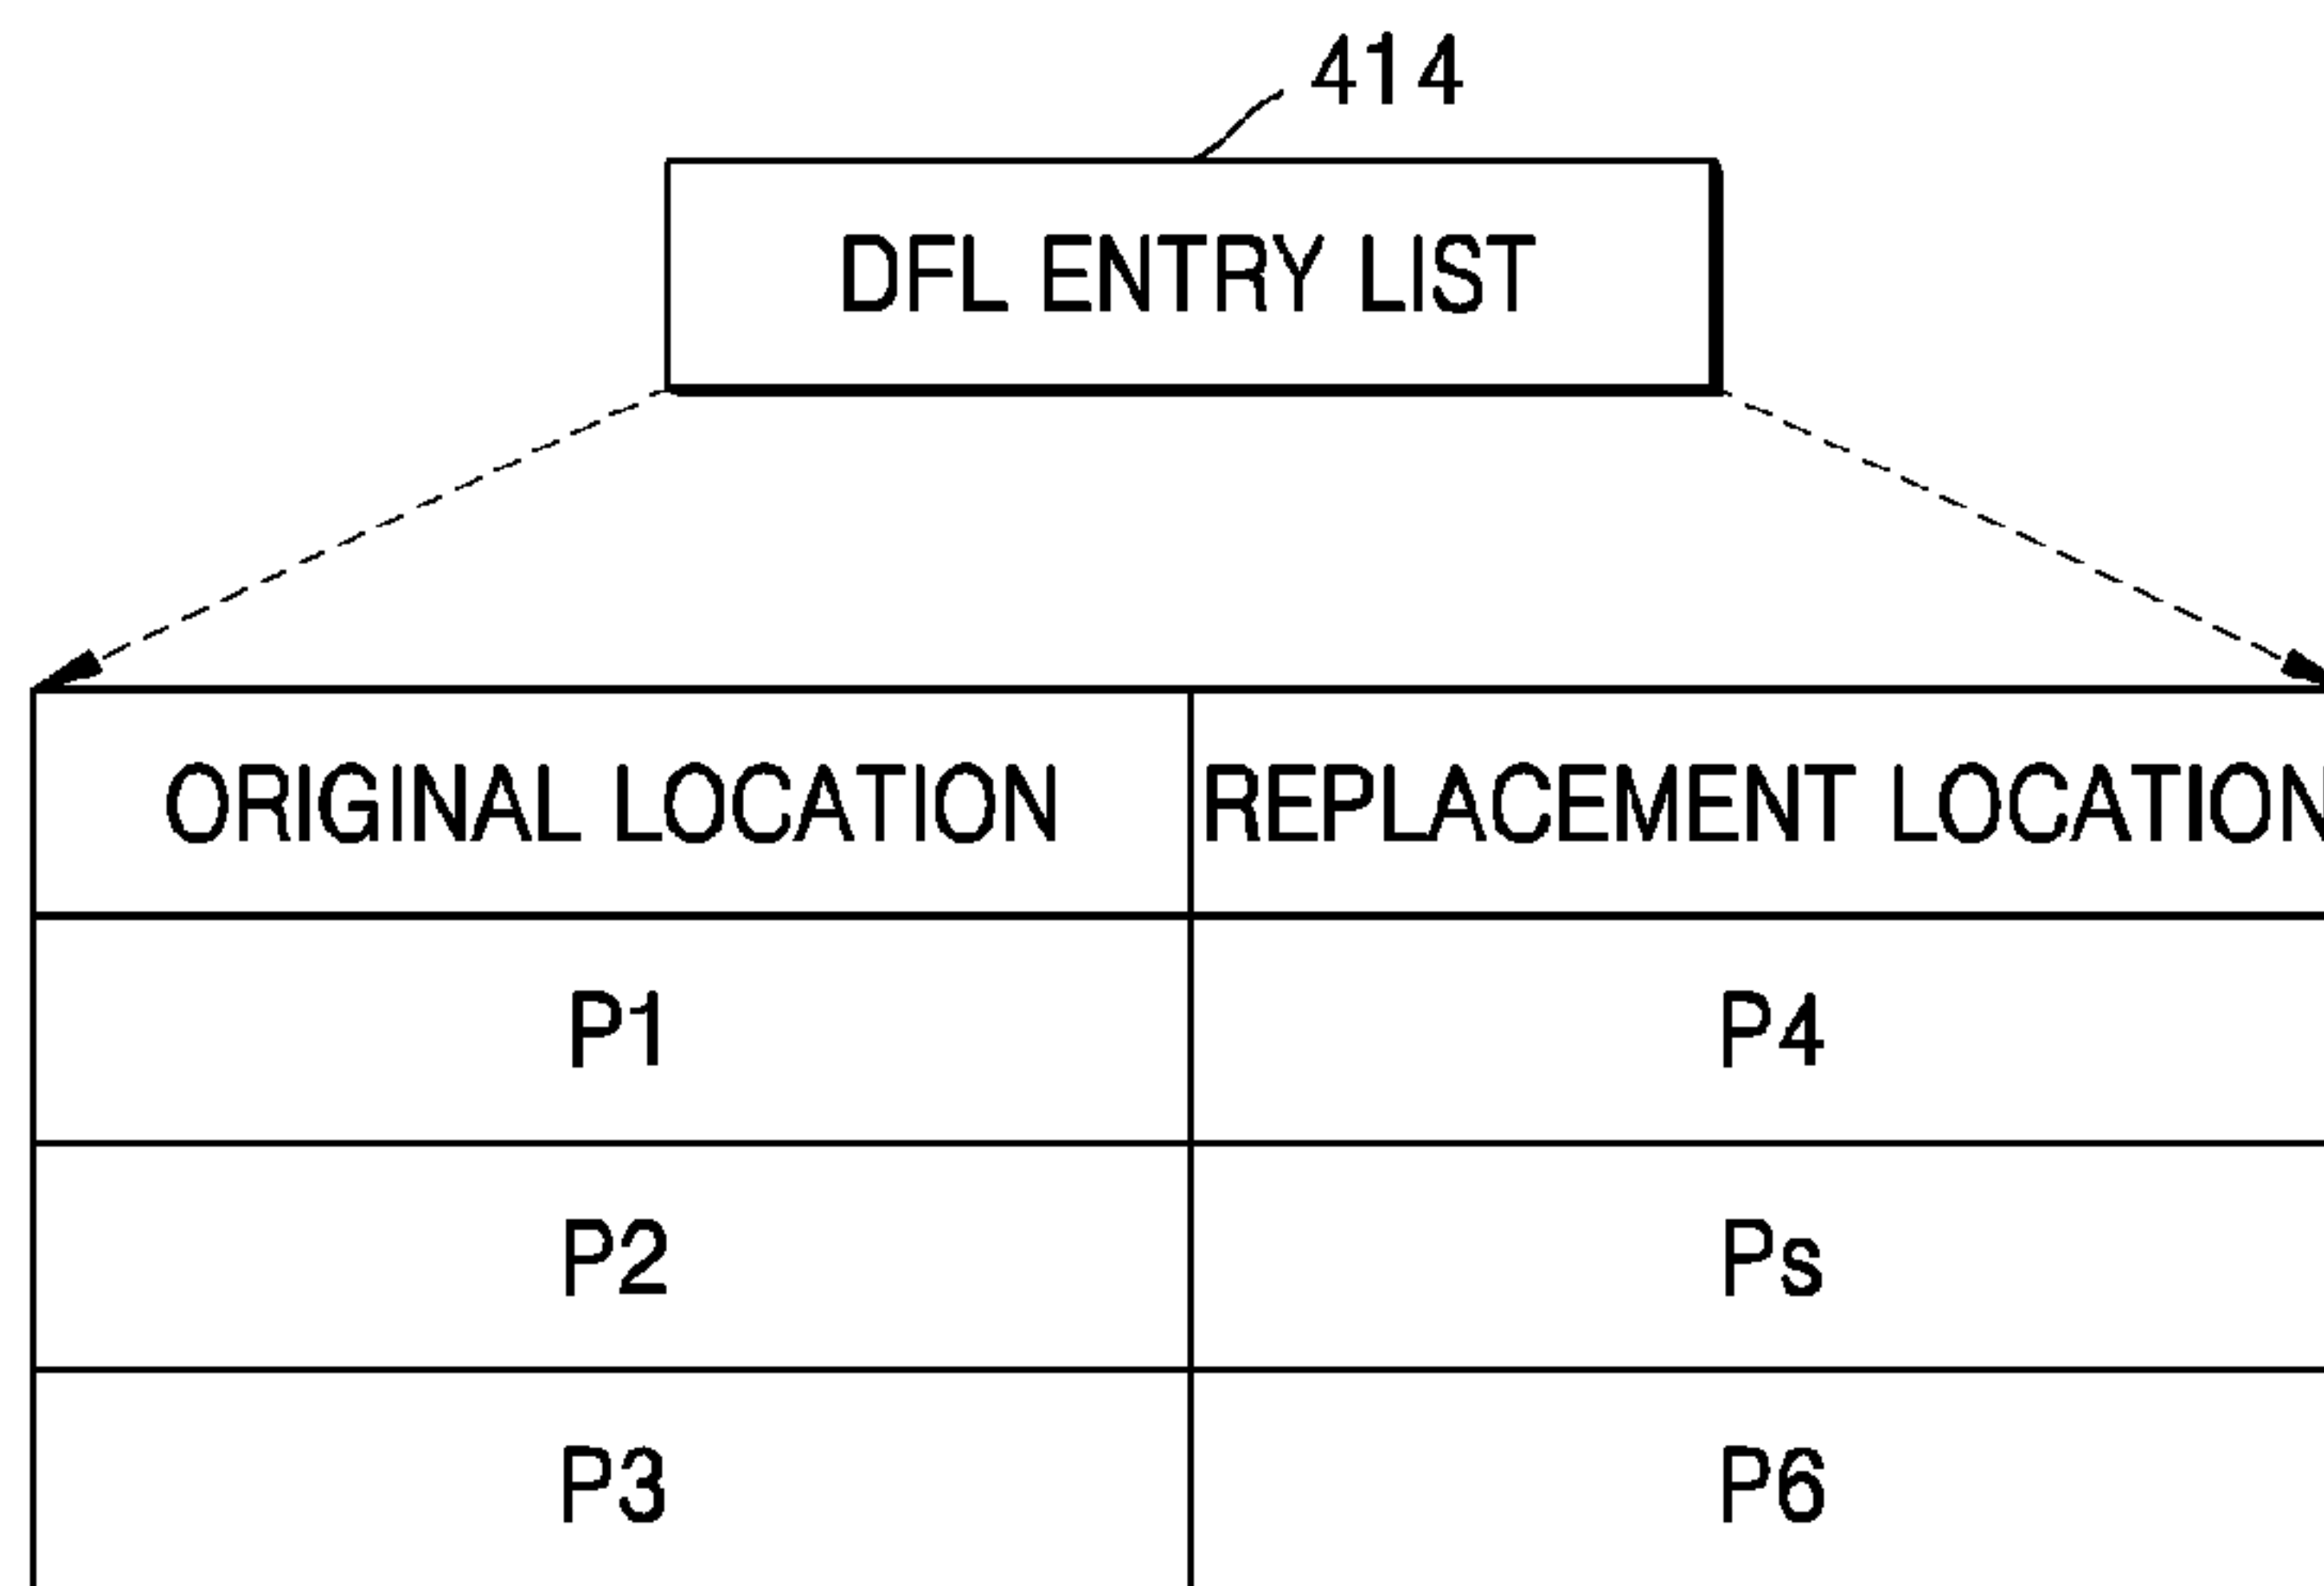 414
DFL ENTRY LIST
ORIGINAL LOCATION REPLACEMENT LOCATION
P1 P4
P2 Ps
P3 P6